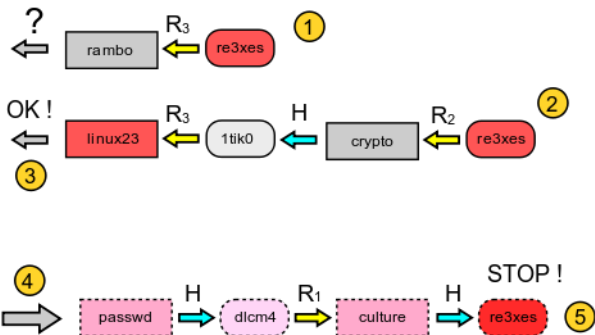 ? R₃ 1
rambo re3xes
OK ! R₃ H R₂ 2
linux23 1tik0 crypto re3xes
3
4 H R₁ H STOP !
passwd dlcm4 culture re3xes 5